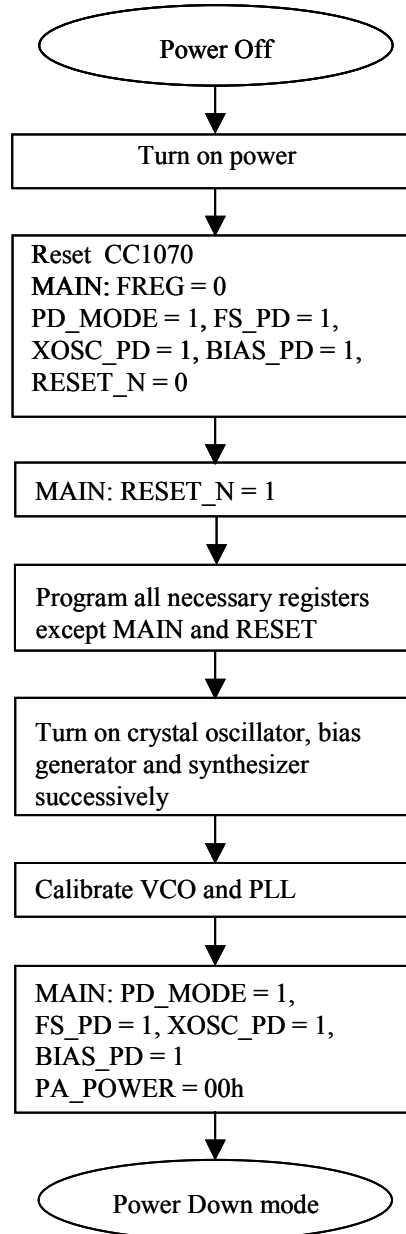 Power Off
Turn on power
Reset CC1070
MAIN: FREG = 0
PD_MODE = 1, FS_PD = 1,
XOSC_PD = 1, BIAS_PD = 1,
RESET_N = 0
MAIN: RESET_N = 1
Program all necessary registers
except MAIN and RESET
Turn on crystal oscillator, bias
generator and synthesizer
successively
Calibrate VCO and PLL
MAIN: PD_MODE = 1,
FS_PD = 1, XOSC_PD = 1,
BIAS_PD = 1
PA_POWER = 00h
Power Down mode